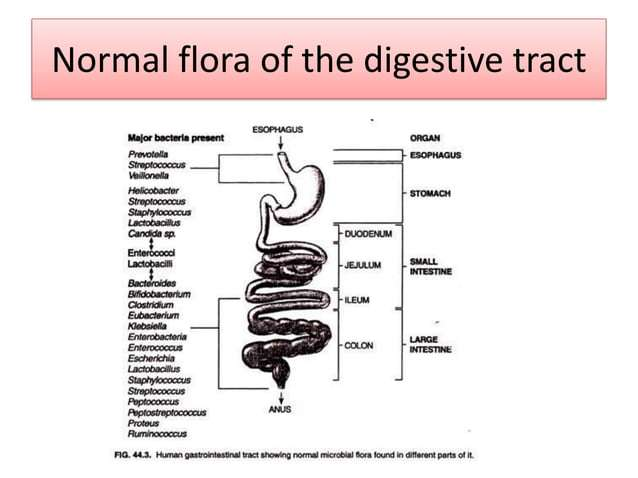 Normal flora of the digestive tract
Major bacteria present
ESOPHAGUS
ORGAN
Prevotella
Streptococcus
Veillonella
ESOPHAGUS
Helicobacter
Streptococcus
Staphylococcus
Lactobacillus
Candida sp.
STOMACH
DUODENUM
Enterococci
Lactobacilli
JEJULUM
SMALL
INTESTINE
Bacteroides
Bifidobacterium
Clostridium
Eubacterium
Klebsiella
Enterobacteria
Enterococcus
Escherichia
Lactobacillus
Staphylococcus
Streptococcus
Peptococcus
Peptostreptococcus
Proteus
Ruminococcus
ILEUM
COLON
LARGE
INTESTINE
ANUS
FIG. 44.3. Human gastrointestinal tract showing normal microbial flora found in different parts of it.